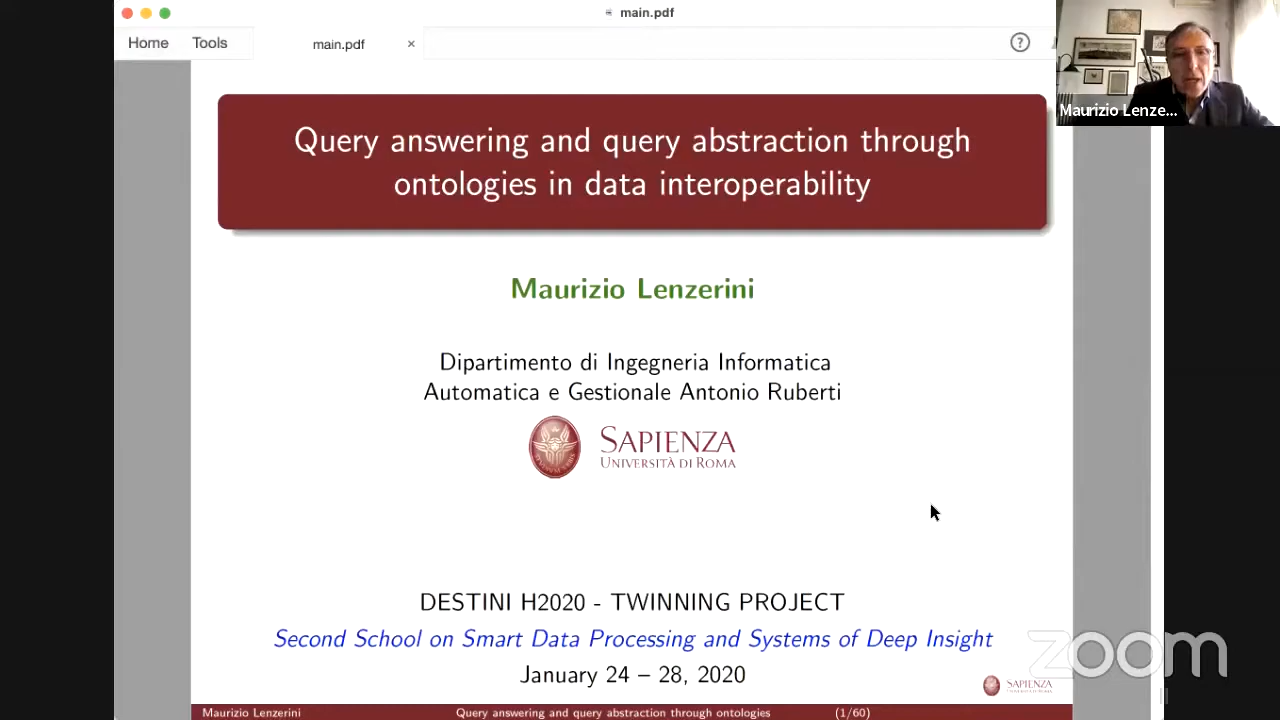 main.pdf
Home Tools main.pdf × ?
Maurizio Lenze...
Query answering and query abstraction through
ontologies in data interoperability
Maurizio Lenzerini
Dipartimento di Ingegneria Informatica
Automatica e Gestionale Antonio Ruberti
SAPIENZA
UNIVERSITÀ DI ROMA
DESTINI H2020 - TWINNING PROJECT
Second School on Smart Data Processing and Systems of Deep Insight
January 24 – 28, 2020
zoom
SAPIENZA
Maurizio Lenzerini Query answering and query abstraction through ontologies (1/60)